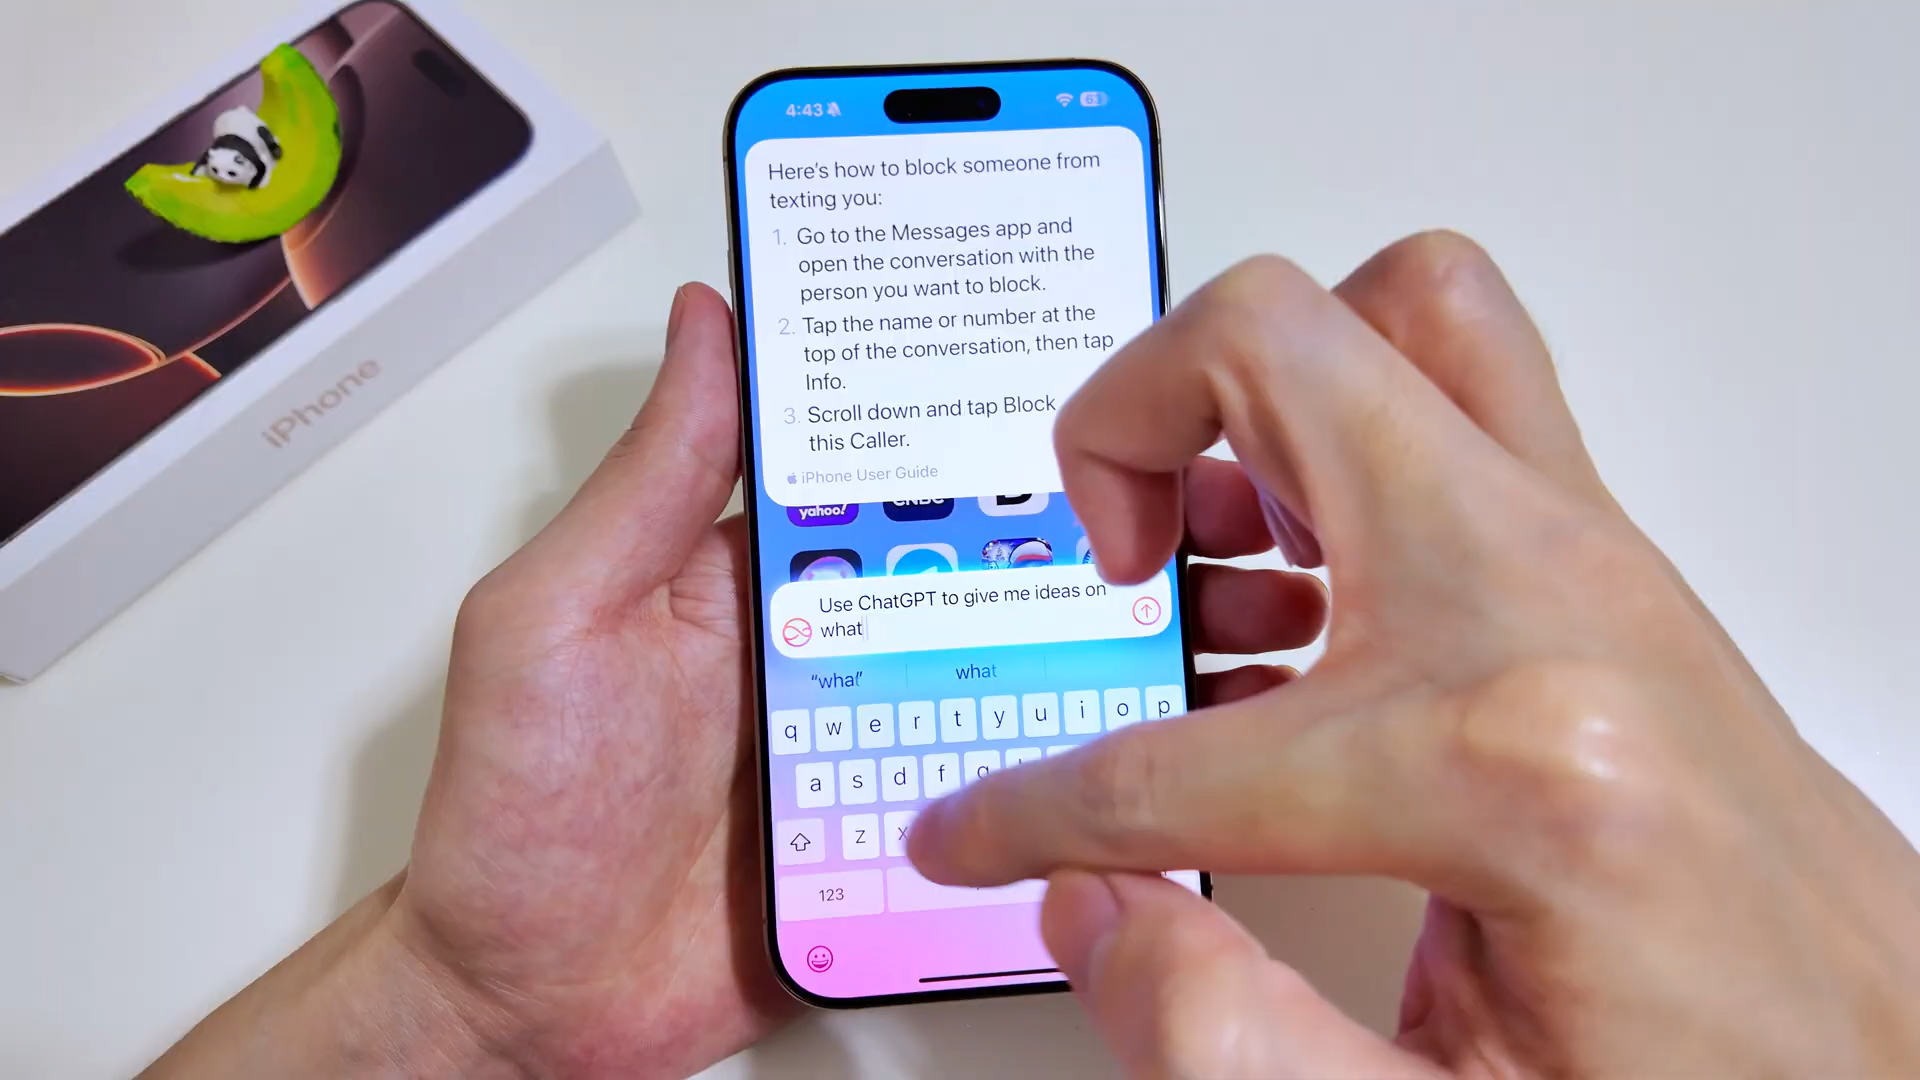 iPhone
4:43
63
Here's how to block someone from
texting you:
1. Go to the Messages app and
open the conversation with the
person you want to block.
2. Tap the name or number at the
top of the conversation, then tap
Info.
3. Scroll down and tap Block
this Caller.
iPhone User Guide
yahoo!
CNBC
Use ChatGPT to give me ideas on
what
“what” what
q w e r t y u i o p
a s d f g
z x
123